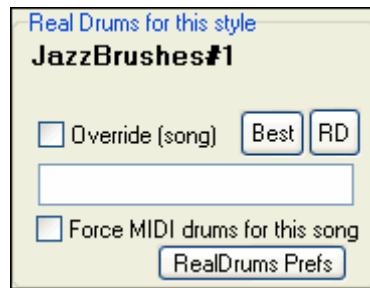 Real Drums for this style
JazzBrushes#1
Override (song) Best RD
Force MIDI drums for this song
RealDrums Prefs